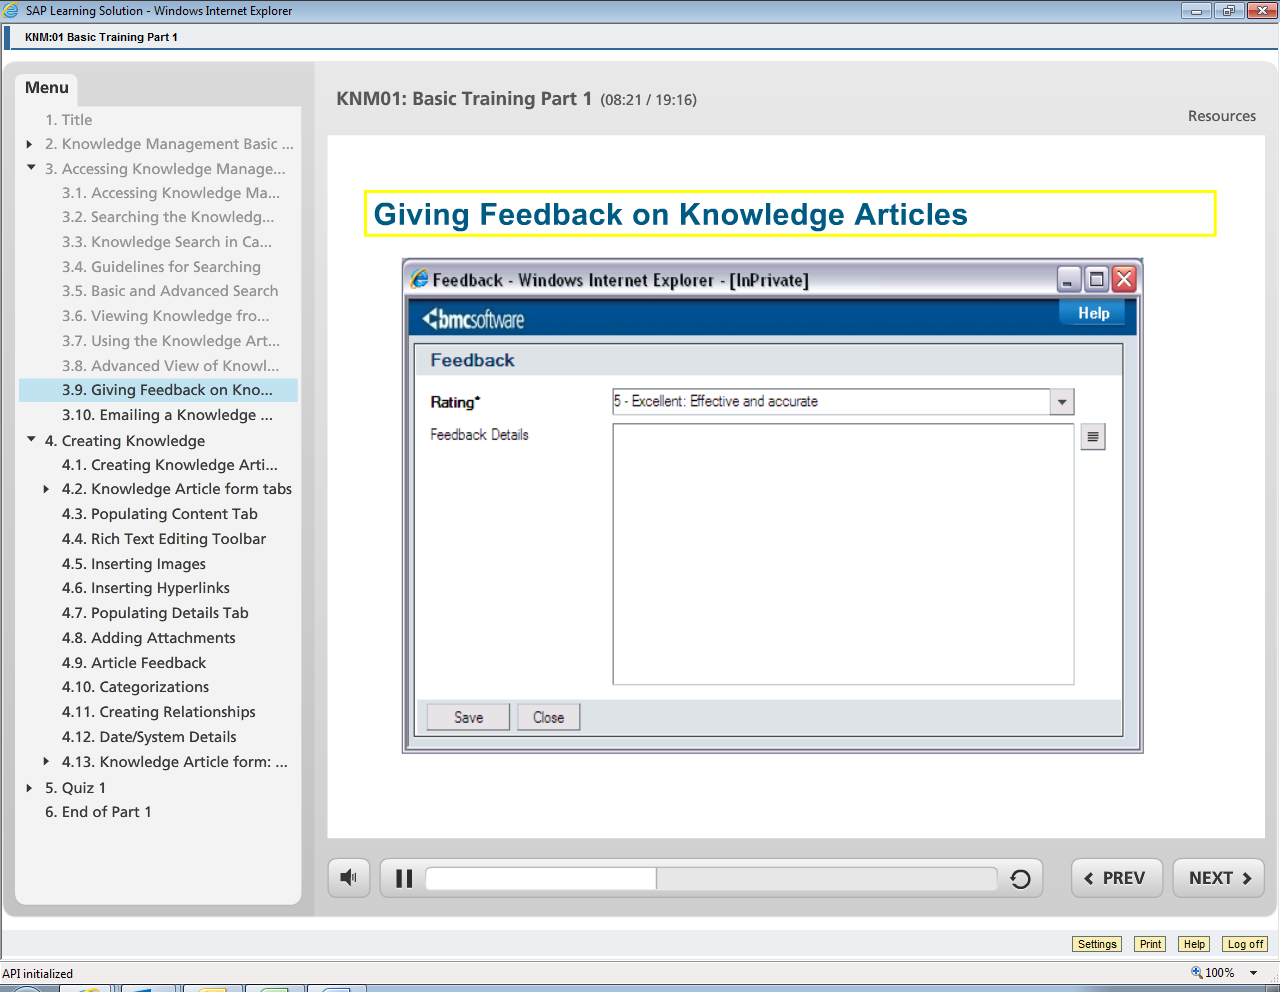 SAP Learning Solution - Windows Internet Explorer
KNM:01 Basic Training Part 1
Menu
1. Title
2. Knowledge Management Basic ...
3. Accessing Knowledge Manage...
3.1. Accessing Knowledge Ma...
3.2. Searching the Knowledg...
3.3. Knowledge Search in Ca...
3.4. Guidelines for Searching
3.5. Basic and Advanced Search
3.6. Viewing Knowledge fro...
3.7. Using the Knowledge Art...
3.8. Advanced View of Knowl...
3.9. Giving Feedback on Kno...
3.10. Emailing a Knowledge ...
4. Creating Knowledge
4.1. Creating Knowledge Arti...
4.2. Knowledge Article form tabs
4.3. Populating Content Tab
4.4. Rich Text Editing Toolbar
4.5. Inserting Images
4.6. Inserting Hyperlinks
4.7. Populating Details Tab
4.8. Adding Attachments
4.9. Article Feedback
4.10. Categorizations
4.11. Creating Relationships
4.12. Date/System Details
4.13. Knowledge Article form: ...
5. Quiz 1
6. End of Part 1
KNM01: Basic Training Part 1 (08:21 / 19:16)
Resources
Giving Feedback on Knowledge Articles
Feedback - Windows Internet Explorer - [InPrivate]
bmcsoftware
Help
Feedback
Rating* 5 - Excellent: Effective and accurate
Feedback Details
Save Close
PREV NEXT
Settings Print Help Log off
API initialized
100%